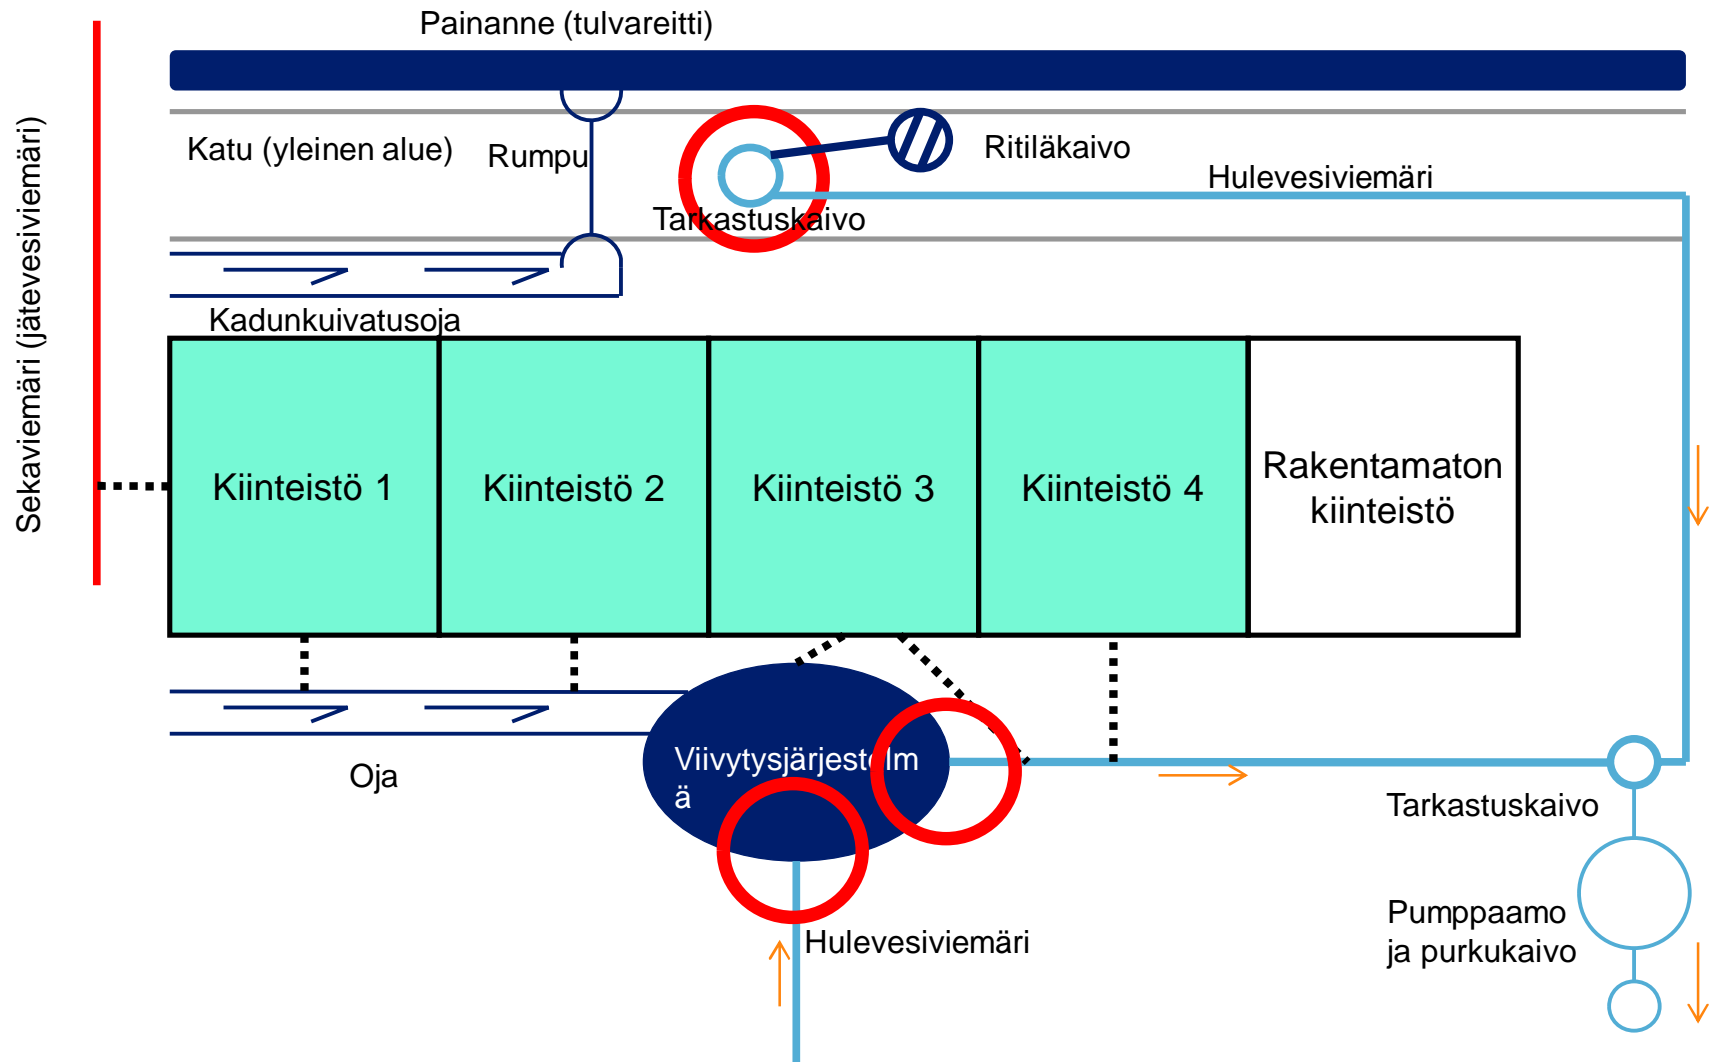 Painanne (tulvareitti)
Sekaviemäri (jätevesiviemäri)
Katu (yleinen alue)
Rumpu
Ritiläkaivo
Hulevesiviemäri
Tarkastuskaivo
Kadunkuivatusoja
Kiinteistö 1
Kiinteistö 2
Kiinteistö 3
Kiinteistö 4
Rakentamaton
kiinteistö
Viivytysjärjestelm
ä
Oja
Tarkastuskaivo
Hulevesiviemäri
Pumppaamo
ja purkukaivo